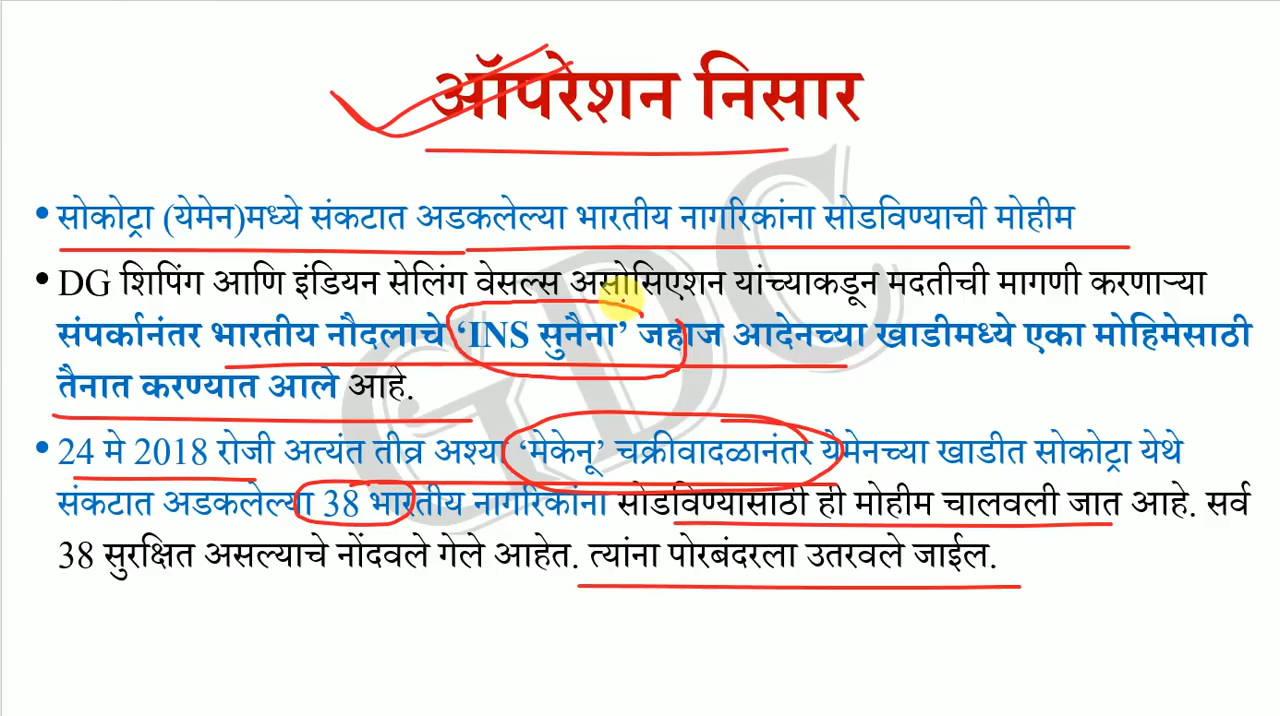 ऑपरेशन निसार
• सोकोट्रा (येमेन)मध्ये संकटात अडकलेल्या भारतीय नागरिकांना सोडविण्याची मोहीम
• DG शिपिंग आणि इंडियन सेलिंग वेसल्स असोसिएशन यांच्याकडून मदतीची मागणी करणाऱ्या
संपर्कानंतर भारतीय नौदलाचे ‘INS सुनैना’ जहाज आदेनच्या खाडीमध्ये एका मोहिमेसाठी
तैनात करण्यात आले आहे.
• 24 मे 2018 रोजी अत्यंत तीव्र अश्या ‘मेकेनू’ चक्रीवादळानंतर येमेनच्या खाडीत सोकोट्रा येथे
संकटात अडकलेल्या 38 भारतीय नागरिकांना सोडविण्यासाठी ही मोहीम चालवली जात आहे. सर्व
38 सुरक्षित असल्याचे नोंदवले गेले आहेत. त्यांना पोरबंदरला उतरवले जाईल.
GDC